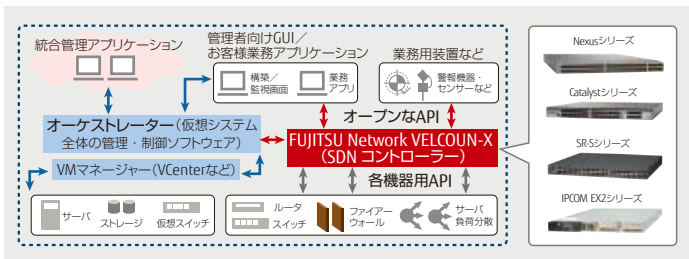 統合管理アプリケーション
管理者向けGUI／
お客様業務アプリケーション
構築／
監視画面
業務
アプリ
業務用装置など
警報機器・
センサーなど
オープンなAPI
オーケストレーター（仮想システム
全体の管理・制御ソフトウェア）
VMマネージャー（VCenterなど）
FUJITSU Network VELCOUN-X
（SDN コントローラー）
各機器用API
サーバ
ストレージ
仮想スイッチ
ルータ
スイッチ
ファイアー
ウォール
サーバ
負荷分散
Nexusシリーズ
Catalystシリーズ
SR-Sシリーズ
IPCOM EX2シリーズ